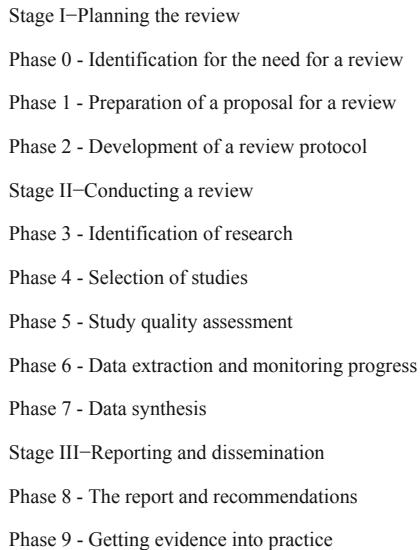 Stage I−Planning the review
Phase 0 - Identification for the need for a review
Phase 1 - Preparation of a proposal for a review
Phase 2 - Development of a review protocol
Stage II−Conducting a review
Phase 3 - Identification of research
Phase 4 - Selection of studies
Phase 5 - Study quality assessment
Phase 6 - Data extraction and monitoring progress
Phase 7 - Data synthesis
Stage III−Reporting and dissemination
Phase 8 - The report and recommendations
Phase 9 - Getting evidence into practice